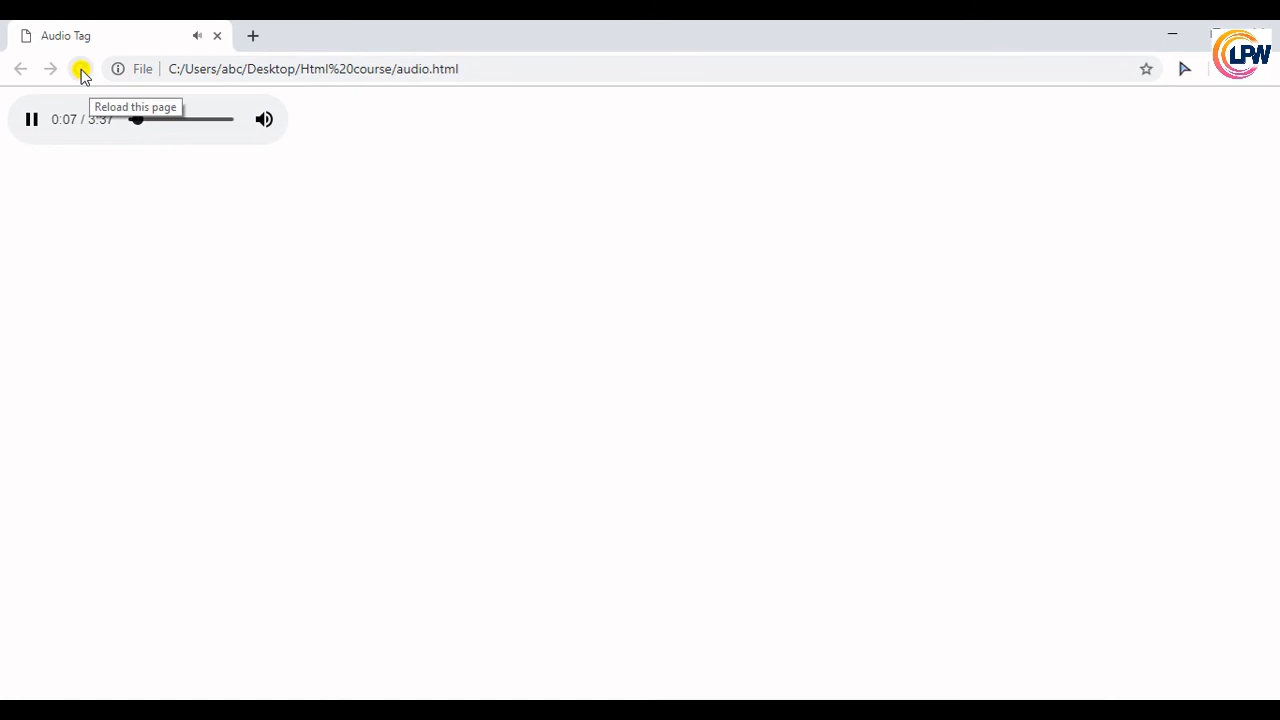 Audio Tag
LPW
File
C:/Users/abc/Desktop/Html%20course/audio.html
Reload this page
0:07 / 3:37